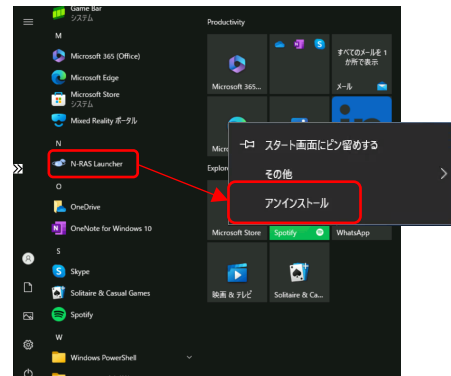 Game Bar
システム
M
Microsoft 365 (Office)
Microsoft Edge
Microsoft Store
システム
Mixed Reality ポータル
N
N-RAS Launcher
O
OneDrive
OneNote for Windows 10
S
Skype
Solitaire & Casual Games
Spotify
W
Windows PowerShell
Productivity
Microsoft 365...
すべてのメールを 1
か所で表示
メール
Micro
Explor
スタート画面にピン留めする
その他
アンインストール
Microsoft Store
Spotify
WhatsApp
映画 & テレビ
Solitaire & Ca...